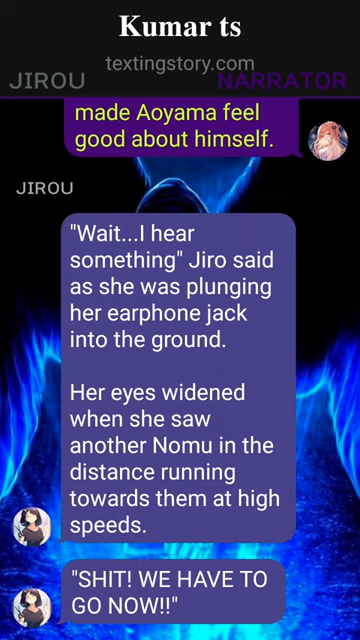 Kumar ts
textingstory.com
JIROU NARRATOR
made Aoyama feel
good about himself.
JIROU
"Wait...I hear
something" Jiro said
as she was plunging
her earphone jack
into the ground.
Her eyes widened
when she saw
another Nomu in the
distance running
towards them at high
speeds.
"SHIT! WE HAVE TO
GO NOW!!"